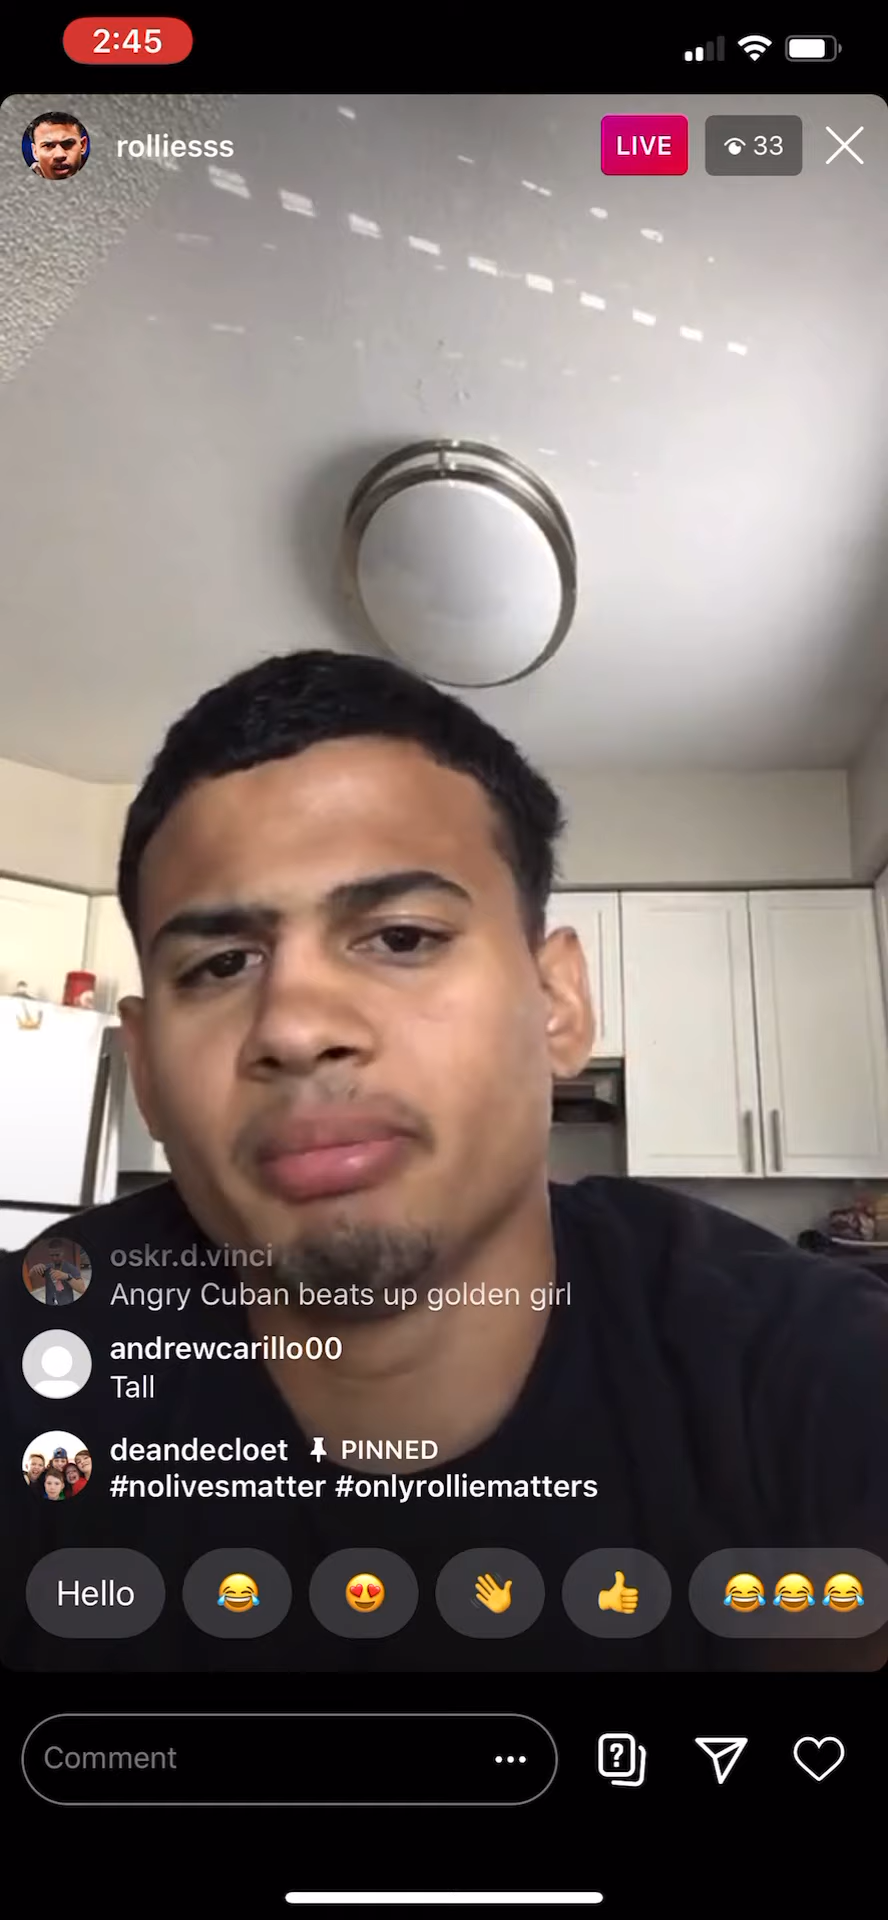 2:45
rolliesss
LIVE
33
oskr.d.vinci
Angry Cuban beats up golden girl
andrewcarillo00
Tall
deandecloet PINNED
#nolivesmatter #onlyrolliematters
Hello
Comment